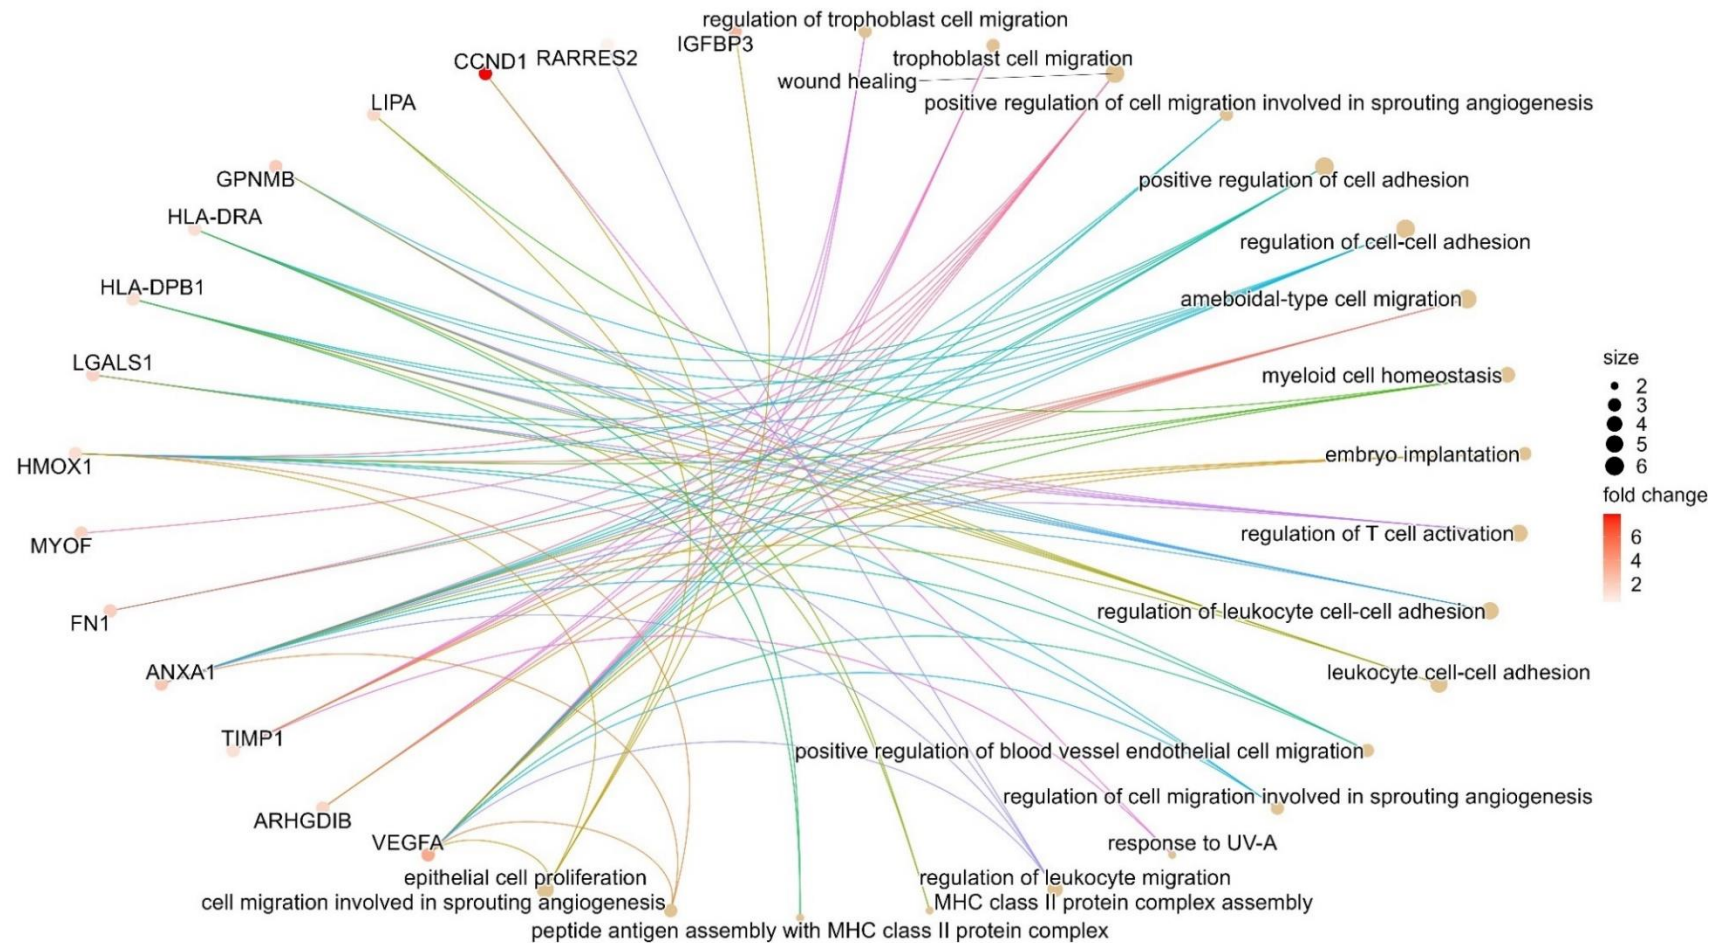 regulation of trophoblast cell migration
IGFBP3
RARRES2
CCND1
trophoblast cell migration
wound healing
LIPA
positive regulation of cell migration involved in sprouting angiogenesis
GPNMB
positive regulation of cell adhesion
HLA-DRA
regulation of cell-cell adhesion
HLA-DPB1
ameboidal-type cell migration
LGALS1
myeloid cell homeostasis
HMOX1
embryo implantation
MYOF
regulation of T cell activation
FN1
regulation of leukocyte cell-cell adhesion
ANXA1
leukocyte cell-cell adhesion
TIMP1
positive regulation of blood vessel endothelial cell migration
regulation of cell migration involved in sprouting angiogenesis
ARHGDIB
VEGFA
response to UV-A
epithelial cell proliferation
regulation of leukocyte migration
cell migration involved in sprouting angiogenesis
MHC class II protein complex assembly
peptide antigen assembly with MHC class II protein complex
size
2
3
4
5
6
fold change
6
4
2